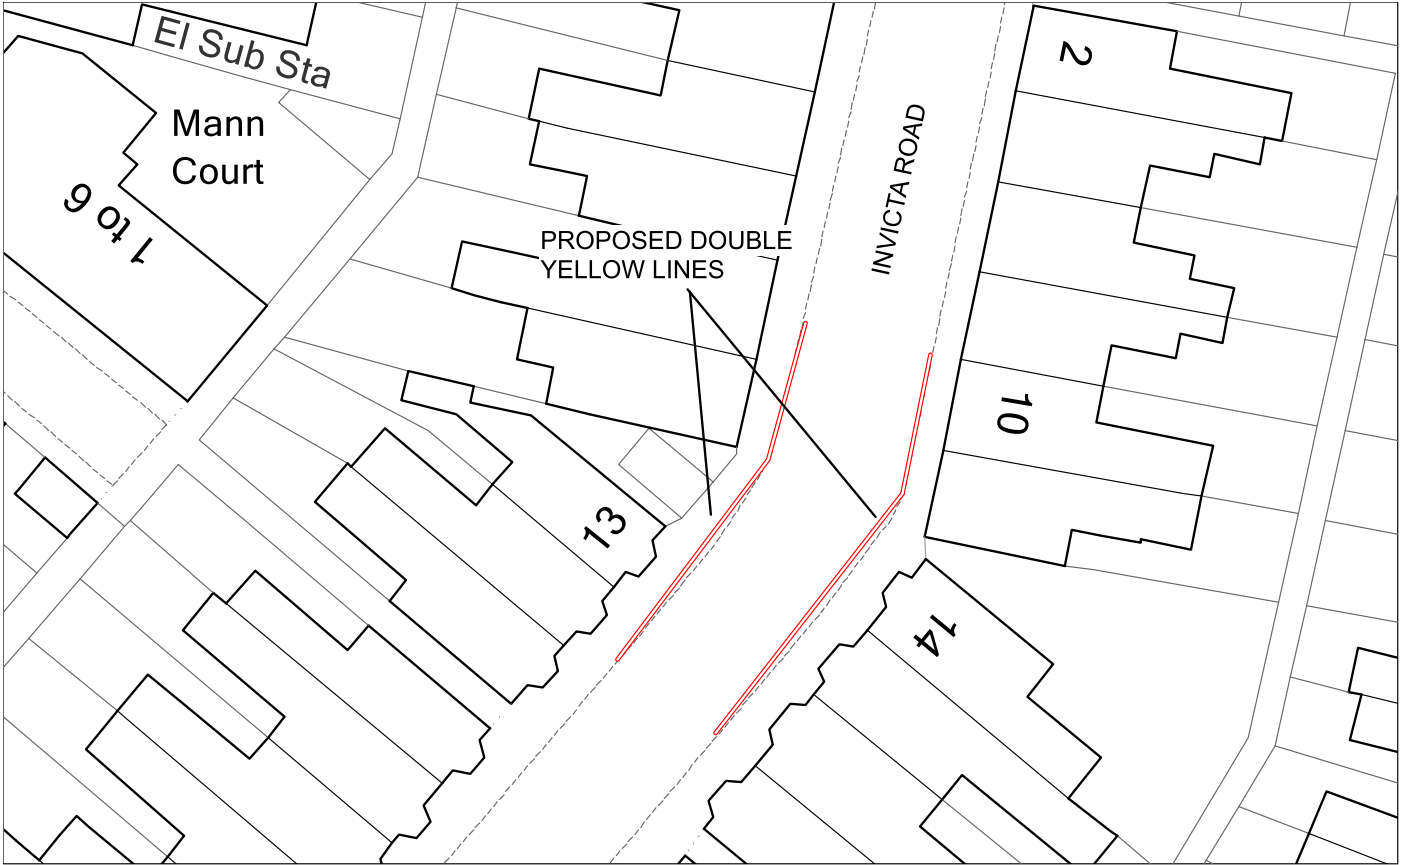 El Sub Sta
2
Mann
Court
INVICTA ROAD
1 to 6
PROPOSED DOUBLE
YELLOW LINES
10
13
14